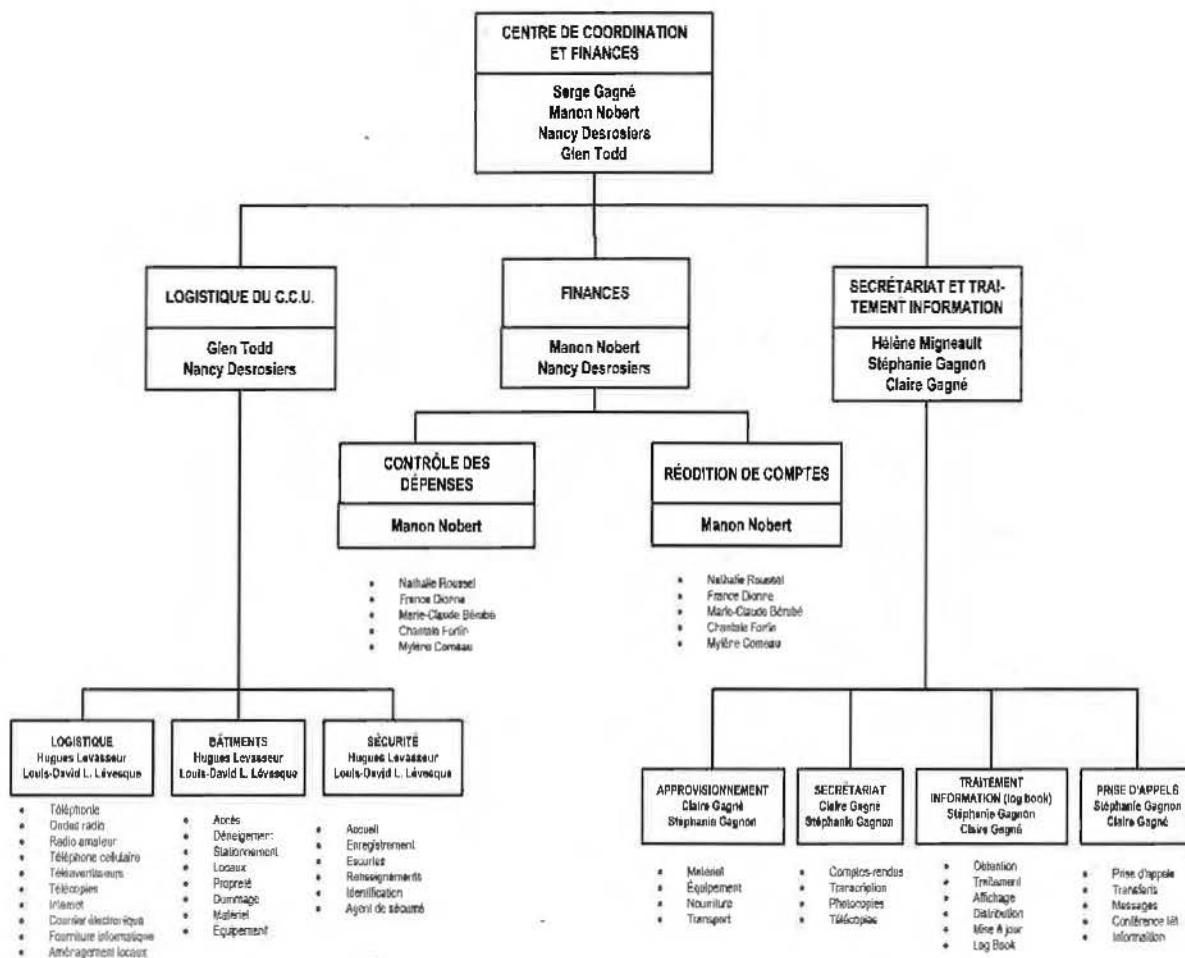 CENTRE DE COORDINATION
ET FINANCES
Serge Gagné
Manon Nobert
Nancy Desrosiers
Glen Todd
LOGISTIQUE DU C.C.U.
Glen Todd
Nancy Desrosiers
FINANCES
Manon Nobert
Nancy Desrosiers
SECRÉTARIAT ET TRAI-
TEMENT INFORMATION
Hélène Migneault
Stéphanie Gagnon
Claire Gagné
CONTRÔLE DES
DÉPENSES
Manon Nobert
• Nathalie Roussel
• France Dionne
• Marie-Claude Bérubé
• Chantale Fortin
• Mylène Comeau
RÉODITION DE COMPTES
Manon Nobert
• Nathalie Roussel
• France Dionne
• Marie-Claude Bérubé
• Chantale Fortin
• Mylène Comeau
LOGISTIQUE
Hugues Levasseur
Louis-David L. Lévesque
• Téléphonie
• Ondes radio
• Radio amateur
• Téléphone cellulaire
• Téléavertisseurs
• Télécopies
• Internet
• Courrier électronique
• Fourniture informatique
• Aménagement locaux
BÂTIMENTS
Hugues Levasseur
Louis-David L. Lévesque
• Accès
• Déneigement
• Stationnement
• Locaux
• Propreté
• Dommage
• Matériel
• Équipement
SÉCURITÉ
Hugues Levasseur
Louis-David L. Lévesque
• Accueil
• Enregistrement
• Escortes
• Renseignements
• Identification
• Agent de sécurité
APPROVISIONNEMENT
Claire Gagné
Stéphanie Gagnon
• Matériel
• Équipement
• Nourriture
• Transport
SECRÉTARIAT
Claire Gagné
Stéphanie Gagnon
• Comptes-rendus
• Transcription
• Photocopies
• Télécopies
TRAITEMENT
INFORMATION (log book)
Stéphanie Gagnon
Claire Gagné
• Obtention
• Traitement
• Affichage
• Distribution
• Mise à jour
• Log Book
PRISE D'APPELS
Stéphanie Gagnon
Claire Gagné
• Prise d'appels
• Transferts
• Messages
• Conférence tél.
• Information